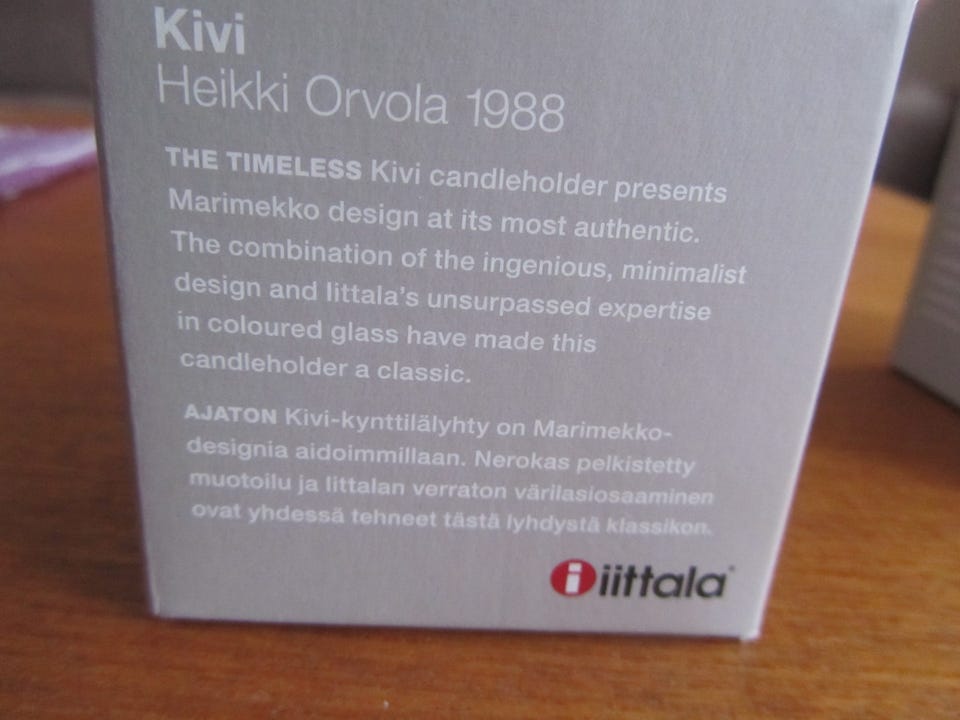 Kivi
Heikki Orvola 1988
THE TIMELESS Kivi candleholder presents
Marimekko design at its most authentic.
The combination of the ingenious, minimalist
design and Iittala's unsurpassed expertise
in coloured glass have made this
candleholder a classic.
AJATON Kivi-kynttilälyhty on Marimekko-
designia aidoimmillaan. Nerokas pelkistetty
muotoilu ja Iittalan verraton värilasiosaaminen
ovat yhdessä tehneet tästä lyhdystä klassikon.
i iittala